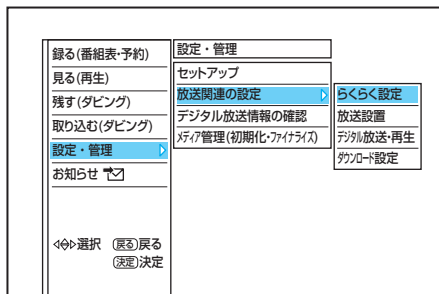 録る(番組表・予約)
見る(再生)
残す(ダビング)
取り込む(ダビング)
設定・管理
お知らせ
選択 戻る 戻る
決定 決定
設定・管理
セットアップ
放送関連の設定
デジタル放送情報の確認
メディア管理(初期化・ファイナライズ)
らくらく設定
放送設置
デジタル放送・再生
ダウンロード設定